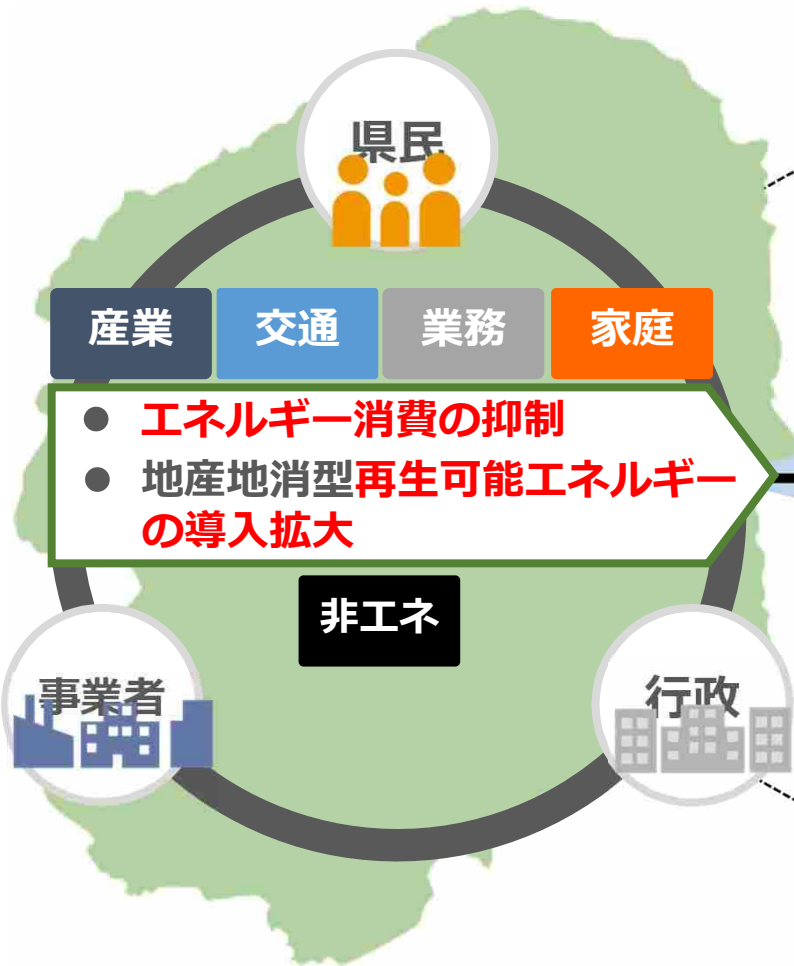 県民
産業
交通
業務
家庭
● エネルギー消費の抑制
● 地産地消型再生可能エネルギー
の導入拡大
非エネ
事業者
行政